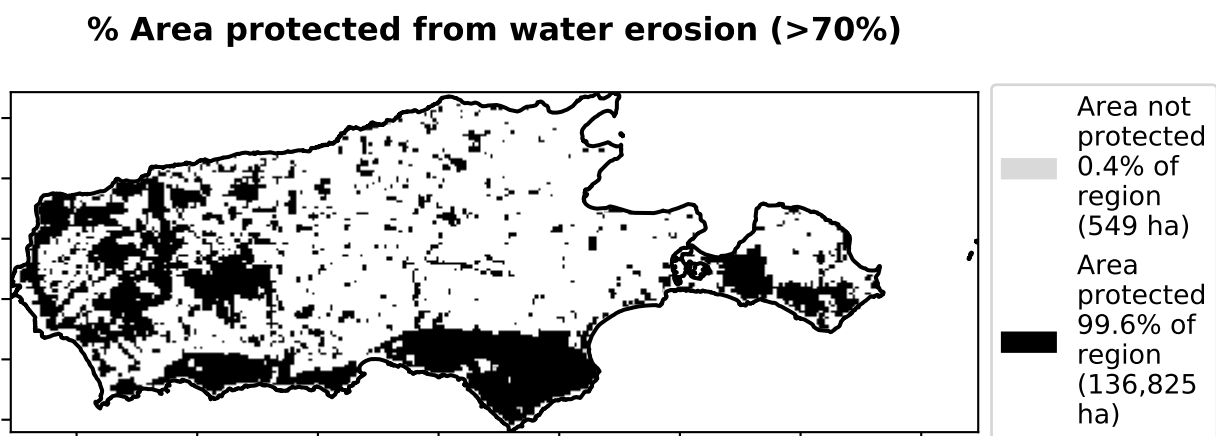 % Area protected from water erosion (>70%)
Area not
protected
0.4% of
region
(549 ha)
Area
protected
99.6% of
region
(136,825
ha)